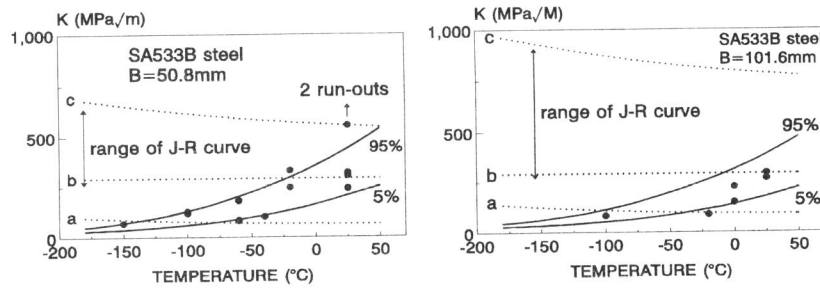 K (MPa√m)
1,000
SA533B steel
B=50.8mm
2 run-outs
c
500
range of J-R curve
95%
b
5%
a
0
-200 -150 -100 -50 0 50
TEMPERATURE (°C)
K (MPa√M)
1,000
c
SA533B steel
B=101.6mm
range of J-R curve
500
95%
b
5%
a
0
-200 -150 -100 -50 0 50
TEMPERATURE (°C)